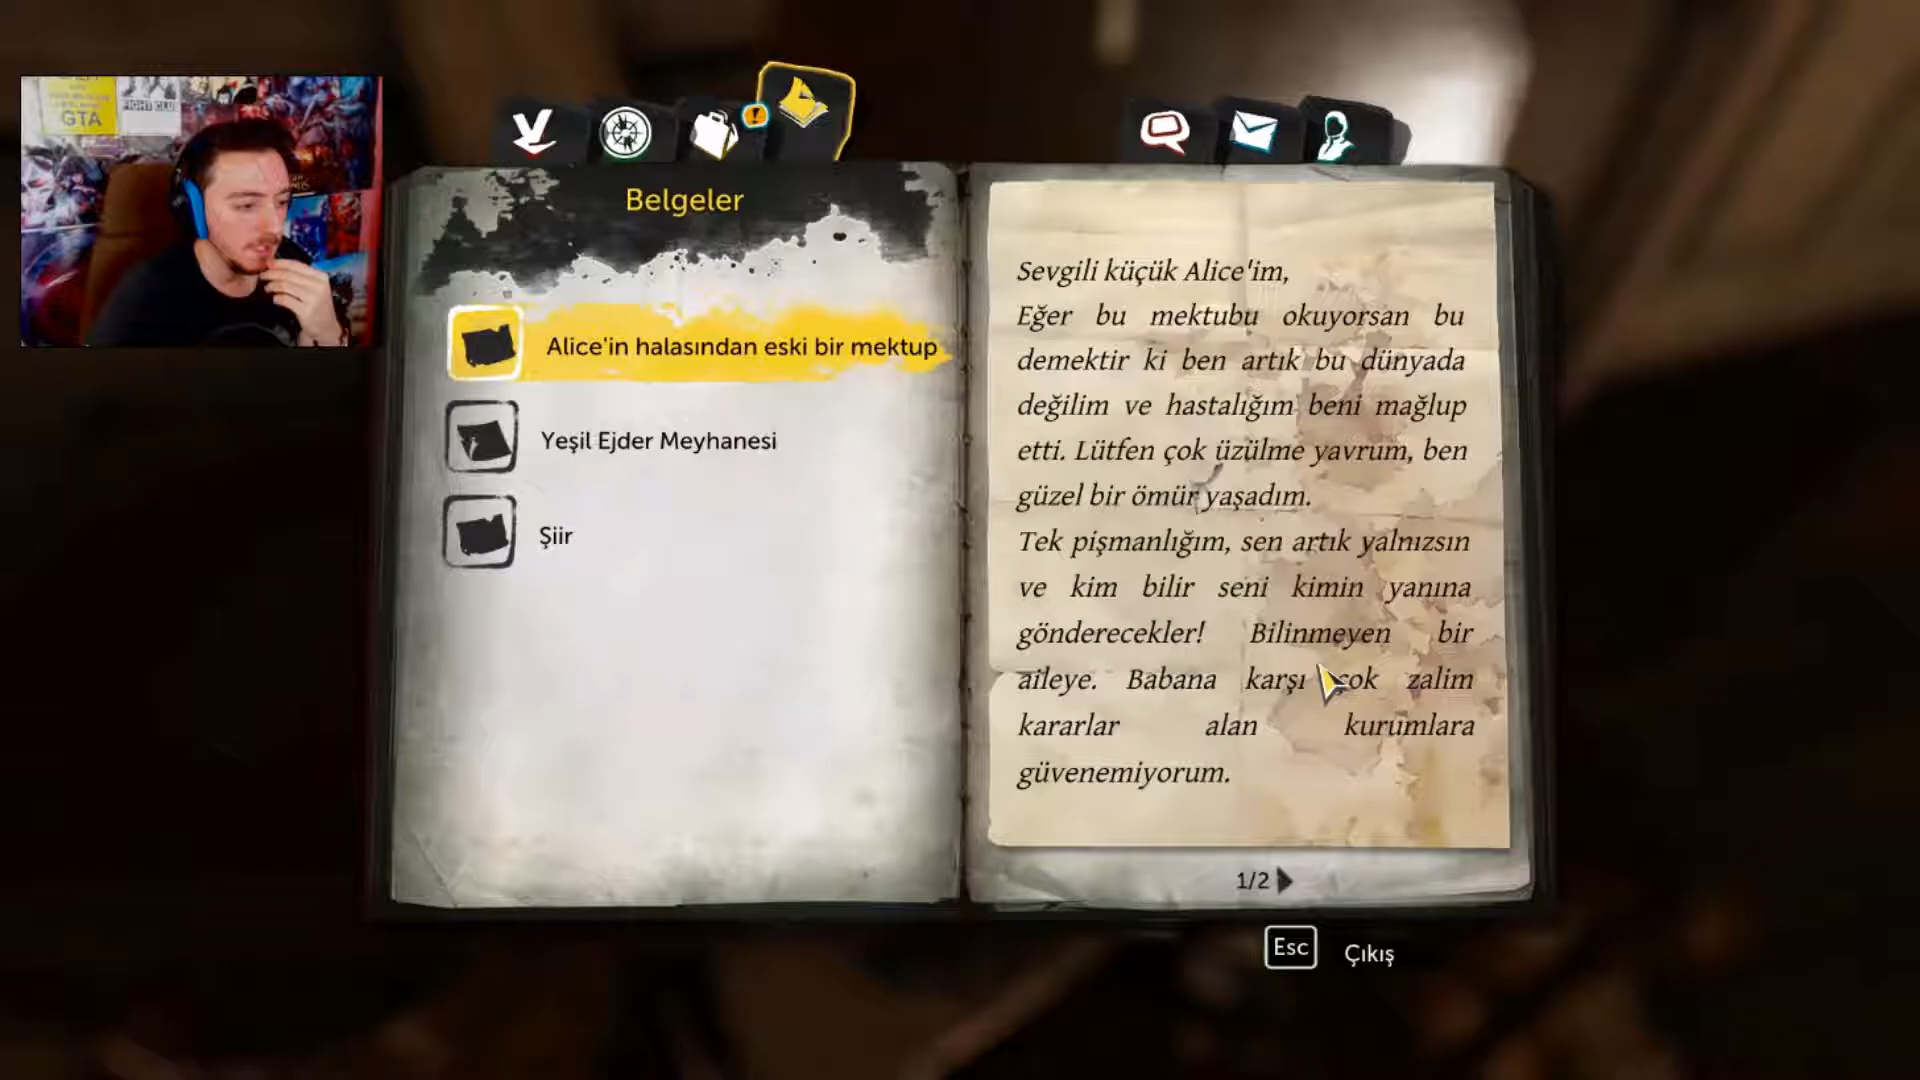 GTA
FIGHT CLUB
Belgeler
Alice'in halasından eski bir mektup
Yeşil Ejder Meyhanesi
Şiir
Sevgili küçük Alice'im,
Eğer bu mektubu okuyorsan bu
demektir ki ben artık bu dünyada
değilim ve hastalığım beni mağlup
etti. Lütfen çok üzülme yavrum, ben
güzel bir ömür yaşadım.
Tek pişmanlığım, sen artık yalnızsın
ve kim bilir seni kimin yanına
gönderecekler! Bilinmeyen bir
aileye. Babana karşı çok zalim
kararlar alan kurumlara
güvenemiyorum.
1/2
Esc Çıkış